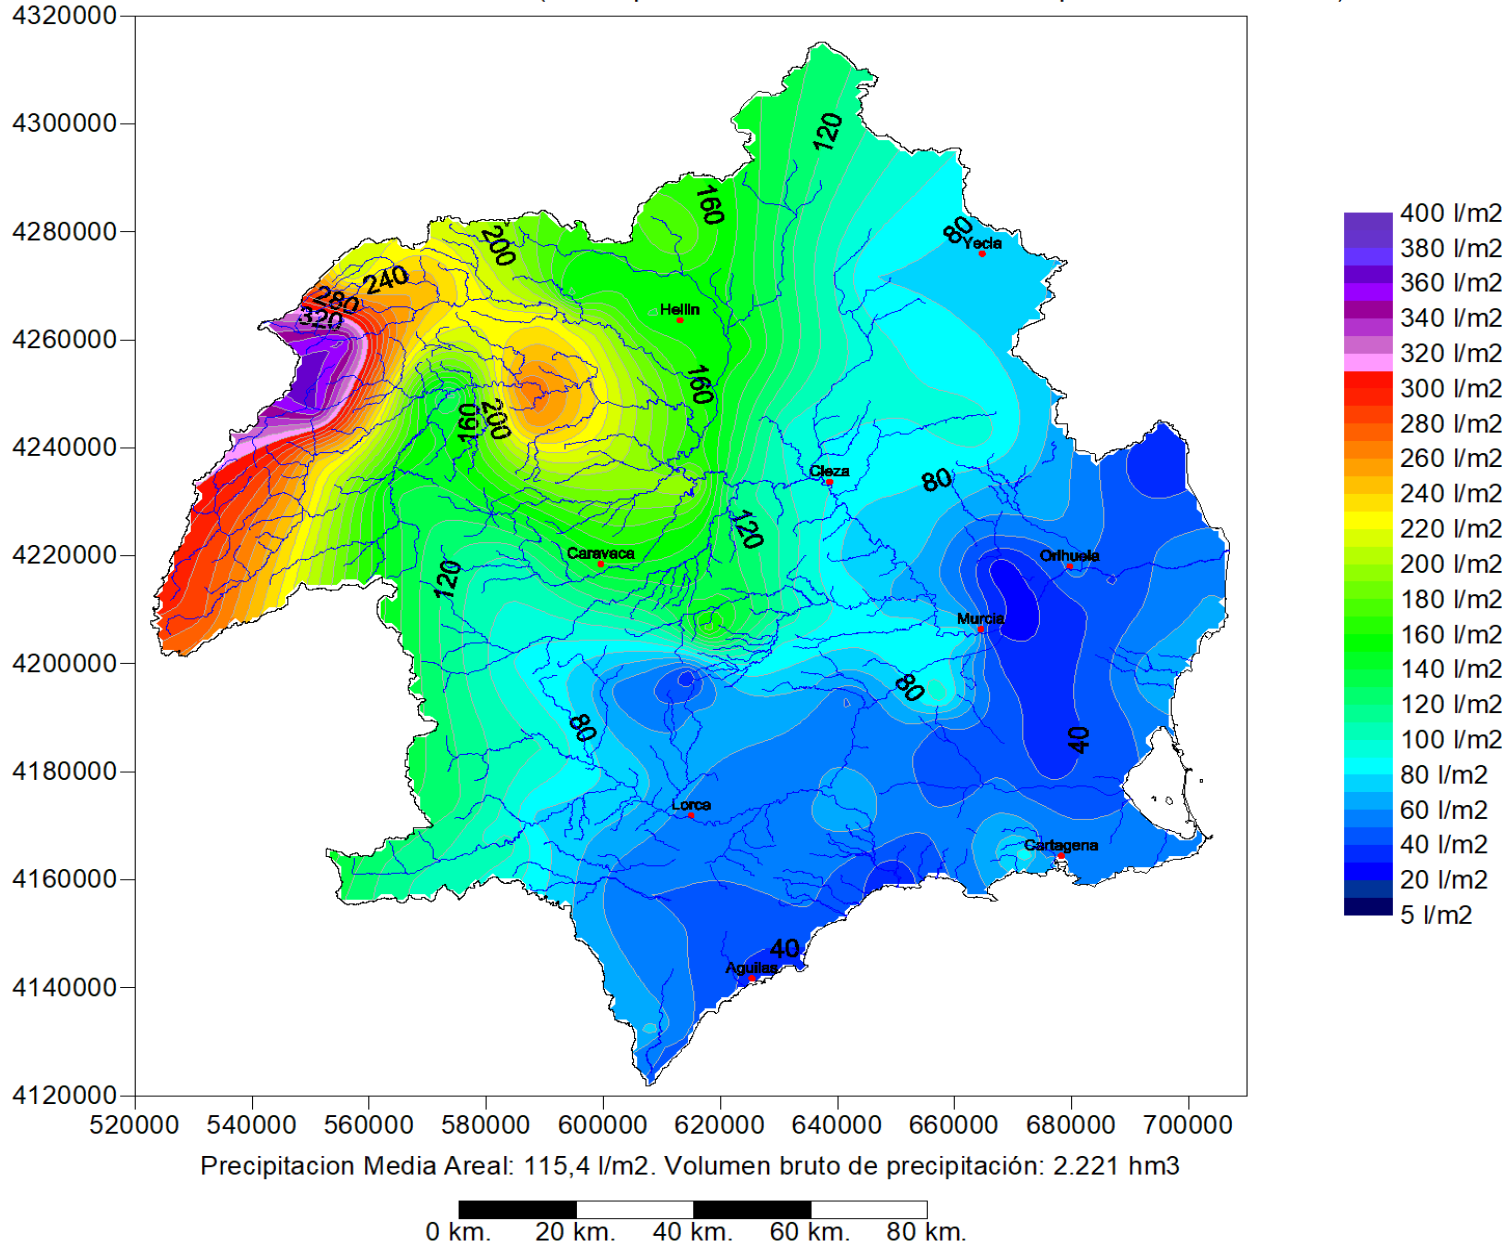 4320000
4300000
4280000
4260000
4240000
4220000
4200000
4180000
4160000
4140000
4120000
520000 540000 560000 580000 600000 620000 640000 660000 680000 700000
120
160
200
80
Yecla
240
280
320
Hellin
160
160
200
Cieza
80
120
Caravaca
Orihuela
120
Murcia
80
80
40
Lorca
Cartagena
40
Aguilas
400 l/m2
380 l/m2
360 l/m2
340 l/m2
320 l/m2
300 l/m2
280 l/m2
260 l/m2
240 l/m2
220 l/m2
200 l/m2
180 l/m2
160 l/m2
140 l/m2
120 l/m2
100 l/m2
80 l/m2
60 l/m2
40 l/m2
20 l/m2
5 l/m2
Precipitacion Media Areal: 115,4 l/m2. Volumen bruto de precipitación: 2.221 hm3
0 km. 20 km. 40 km. 60 km. 80 km.